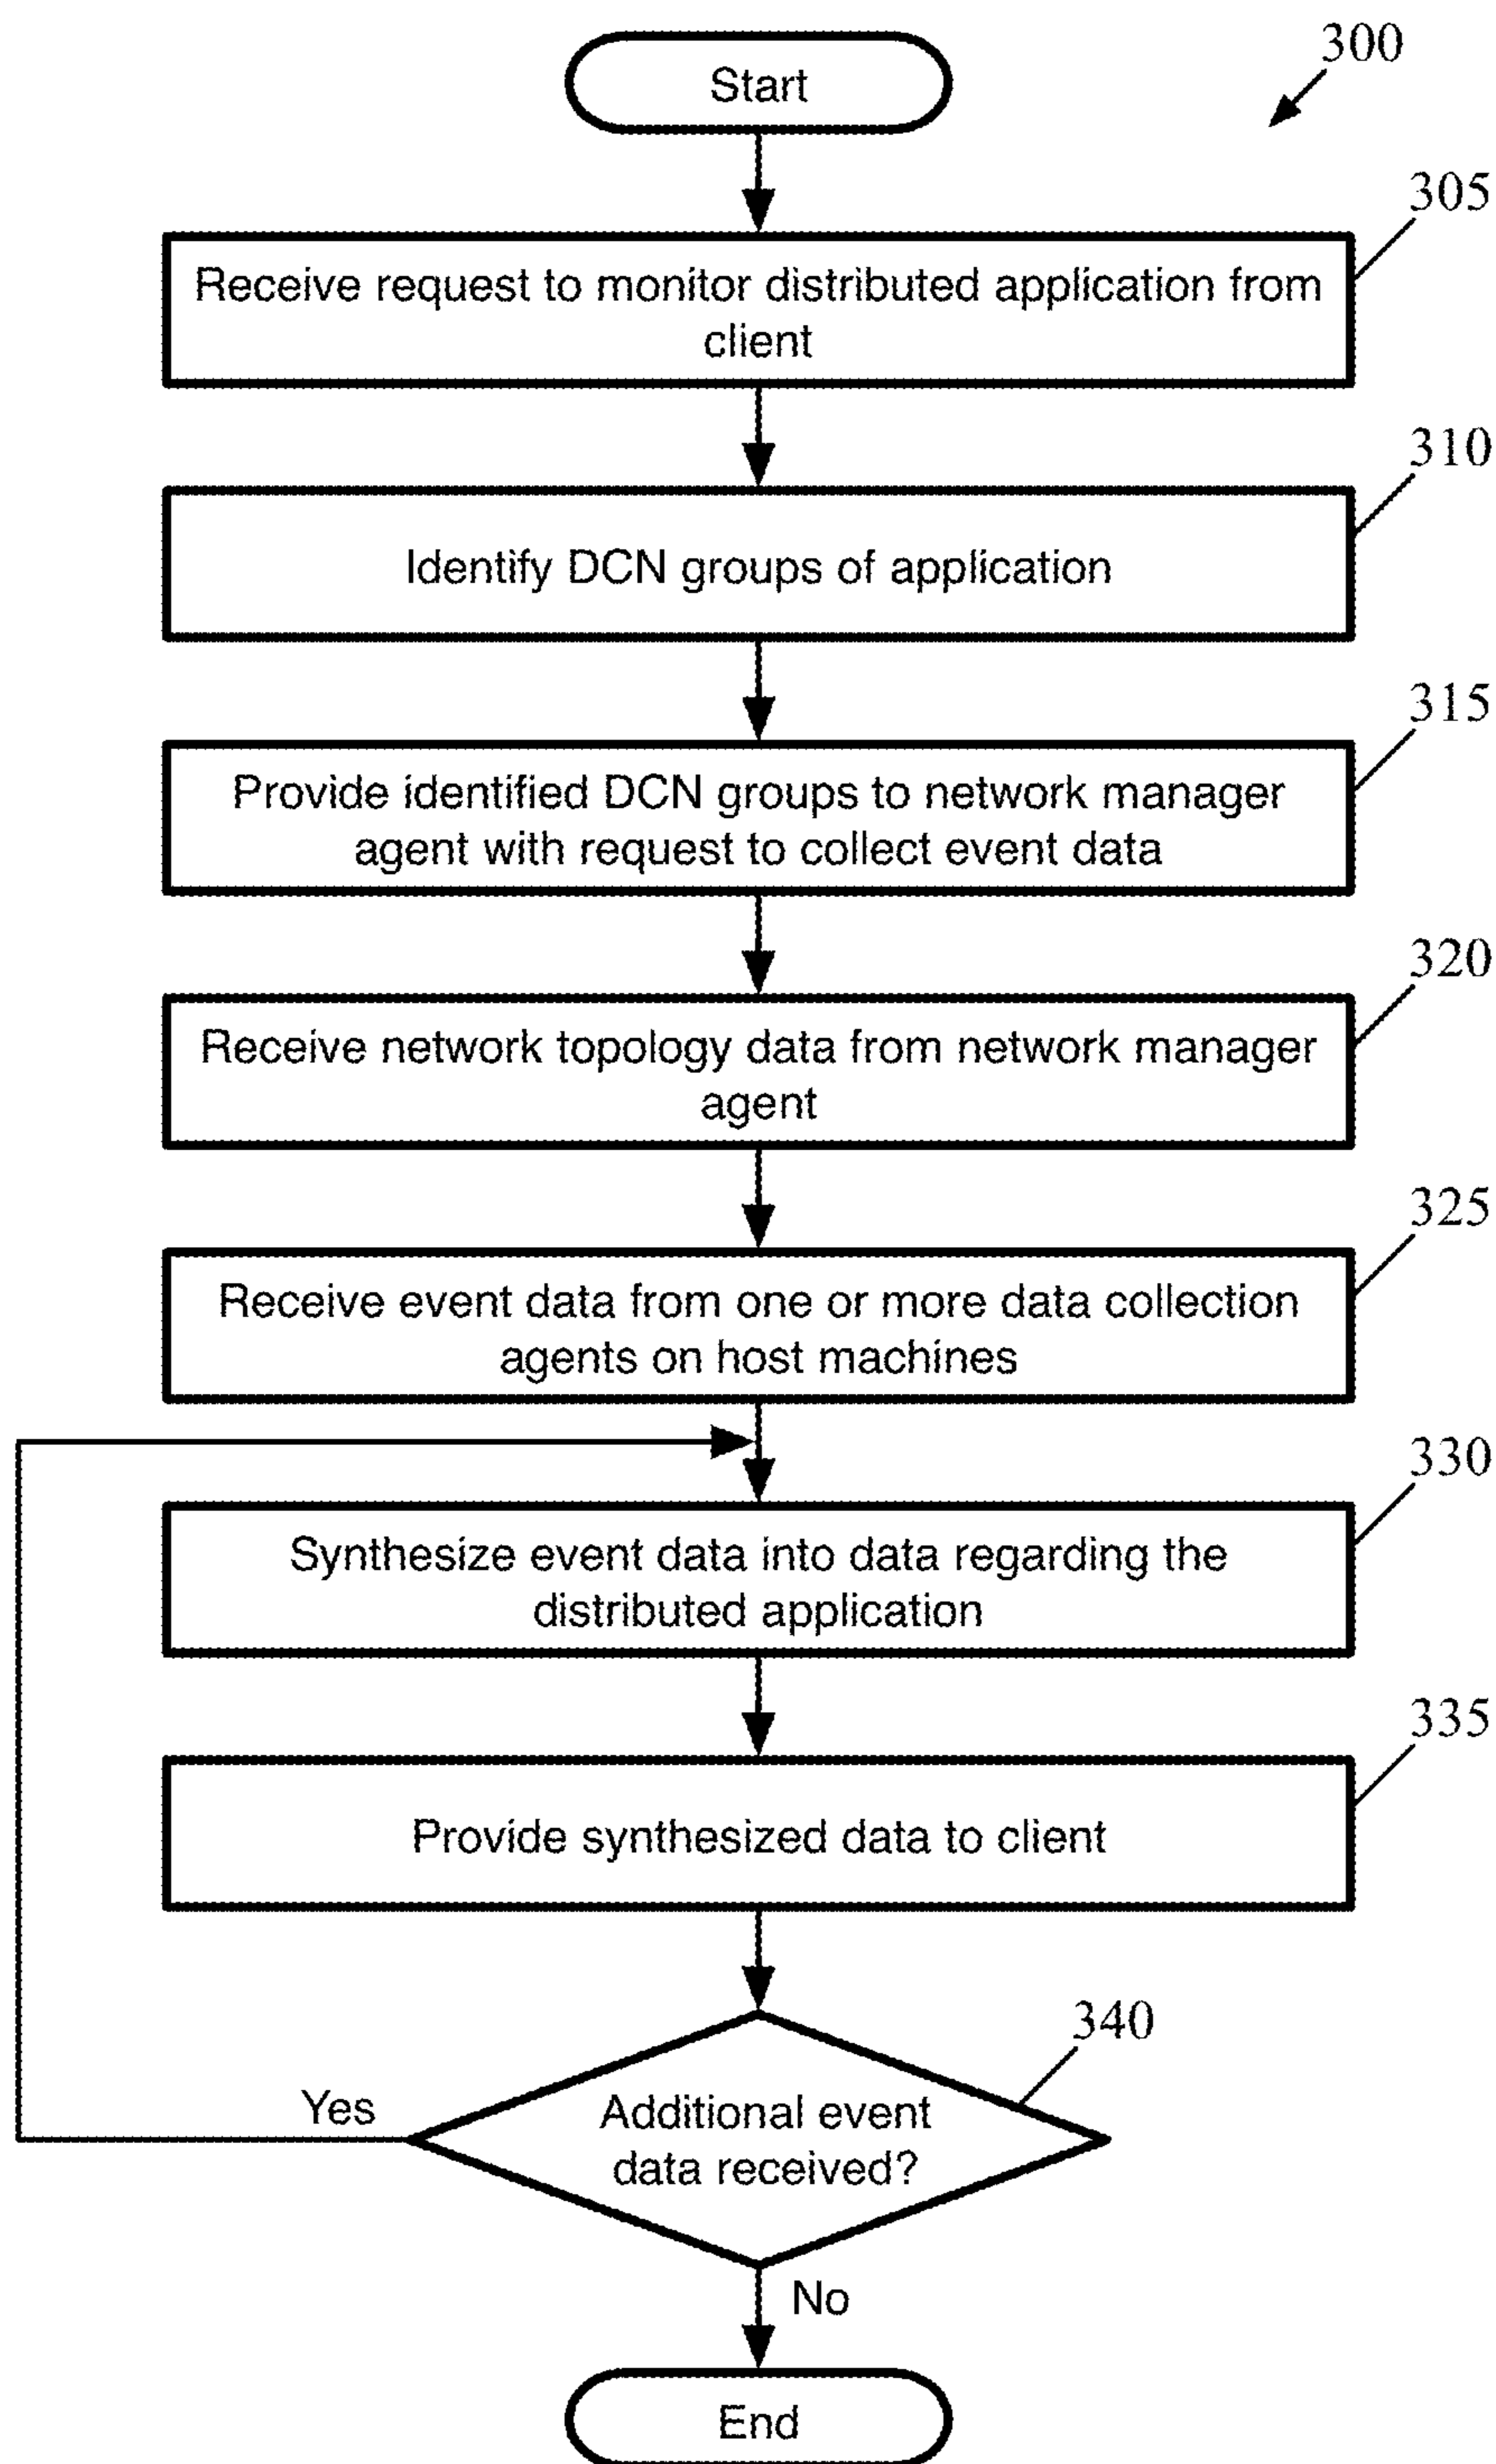 Start
300
305
Receive request to monitor distributed application from
client
310
Identify DCN groups of application
315
Provide identified DCN groups to network manager
agent with request to collect event data
320
Receive network topology data from network manager
agent
325
Receive event data from one or more data collection
agents on host machines
330
Synthesize event data into data regarding the
distributed application
335
Provide synthesized data to client
340
Yes
Additional event
data received?
No
End